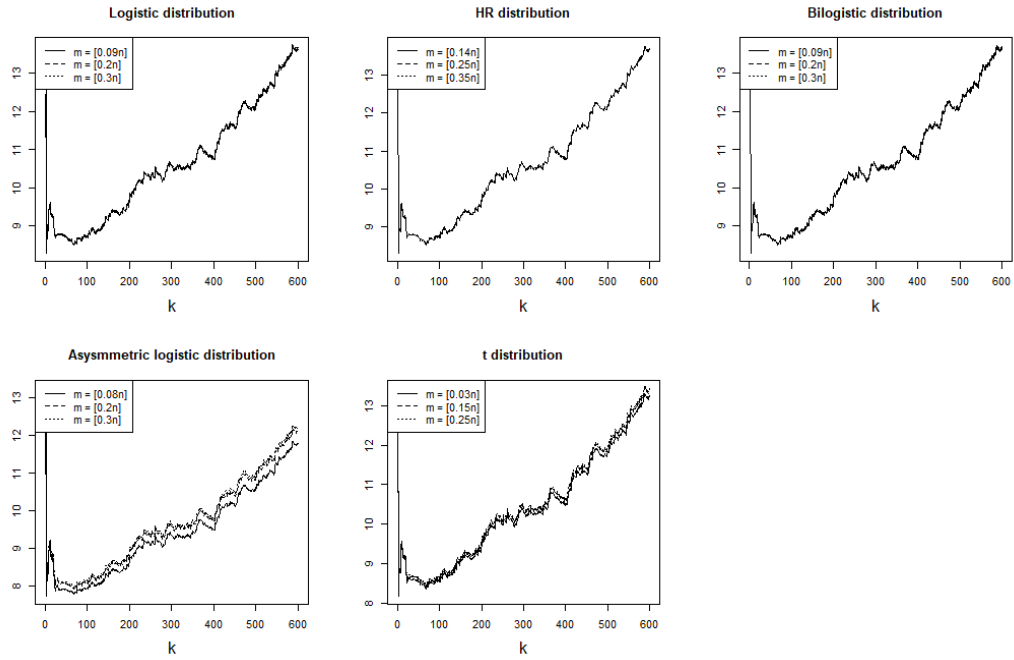 Logistic distribution
m = [0.09n]
m = [0.2n]
m = [0.3n]
13
12
11
10
9
0 100 200 300 400 500 600
k
HR distribution
m = [0.14n]
m = [0.25n]
m = [0.35n]
13
12
11
10
9
0 100 200 300 400 500 600
k
Bilogistic distribution
m = [0.09n]
m = [0.2n]
m = [0.3n]
13
12
11
10
9
0 100 200 300 400 500 600
k
Asysmmetric logistic distribution
m = [0.08n]
m = [0.2n]
m = [0.3n]
13
12
11
10
9
8
0 100 200 300 400 500 600
k
t distribution
m = [0.03n]
m = [0.15n]
m = [0.25n]
13
12
11
10
9
8
0 100 200 300 400 500 600
k